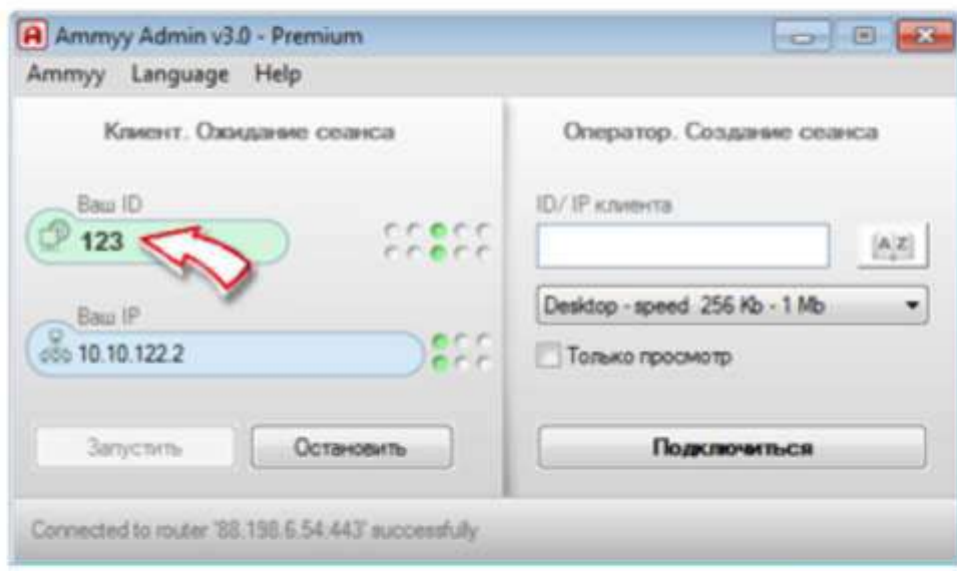 Ammyy Admin v3.0 - Premium
Ammyy Language Help
Клиент. Ожидание сеанса
Ваш ID
123
Ваш IP
10.10.122.2
Запустить Остановить
Оператор. Создание сеанса
ID/ IP клиента
AZ
Desktop - speed 256 Kb - 1 Mb
Только просмотр
Подключиться
Connected to router '88.198.6.54:443' successfully